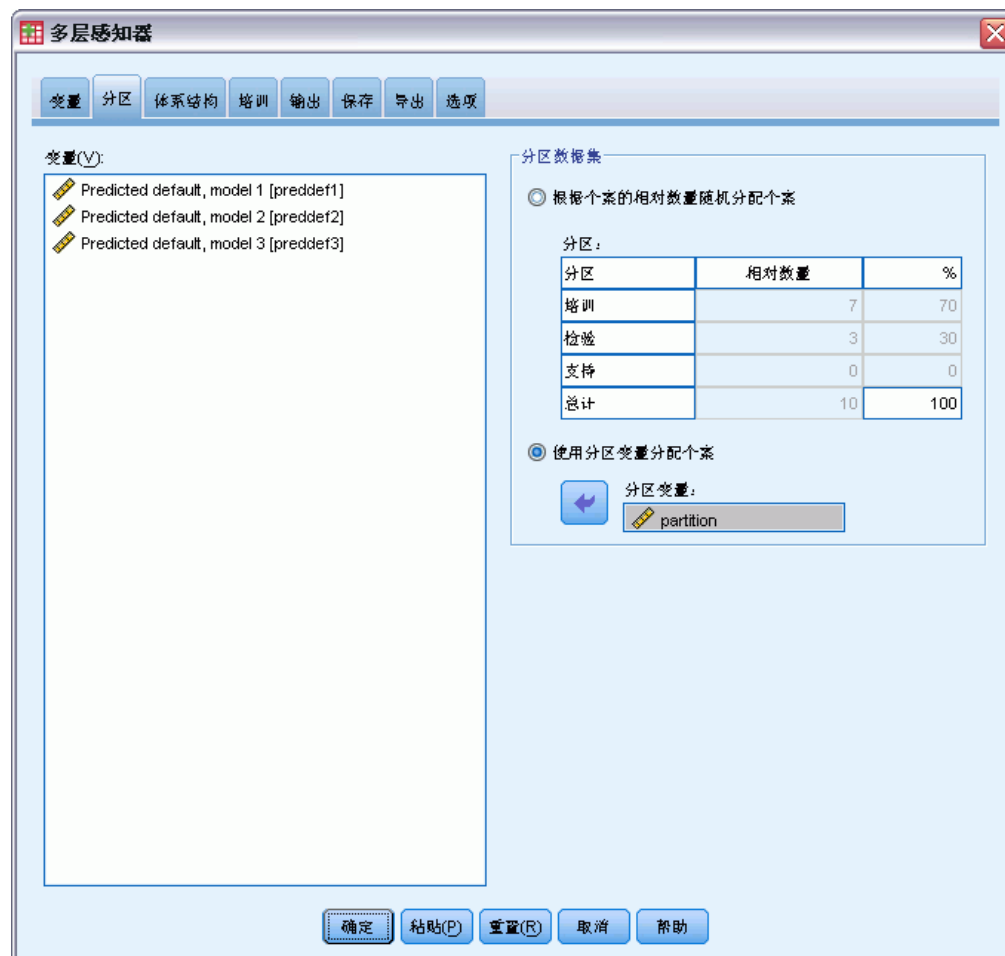 多层感知器
变量 分区 体系结构 培训 输出 保存 导出 选项
变量(V):
Predicted default, model 1 [preddef1]
Predicted default, model 2 [preddef2]
Predicted default, model 3 [preddef3]
分区数据集
根据个案的相对数量随机分配个案
分区：
分区 相对数量 %
培训 7 70
检验 3 30
支持 0 0
总计 10 100
使用分区变量分配个案
分区变量：
partition
确定 粘贴(P) 重置(R) 取消 帮助